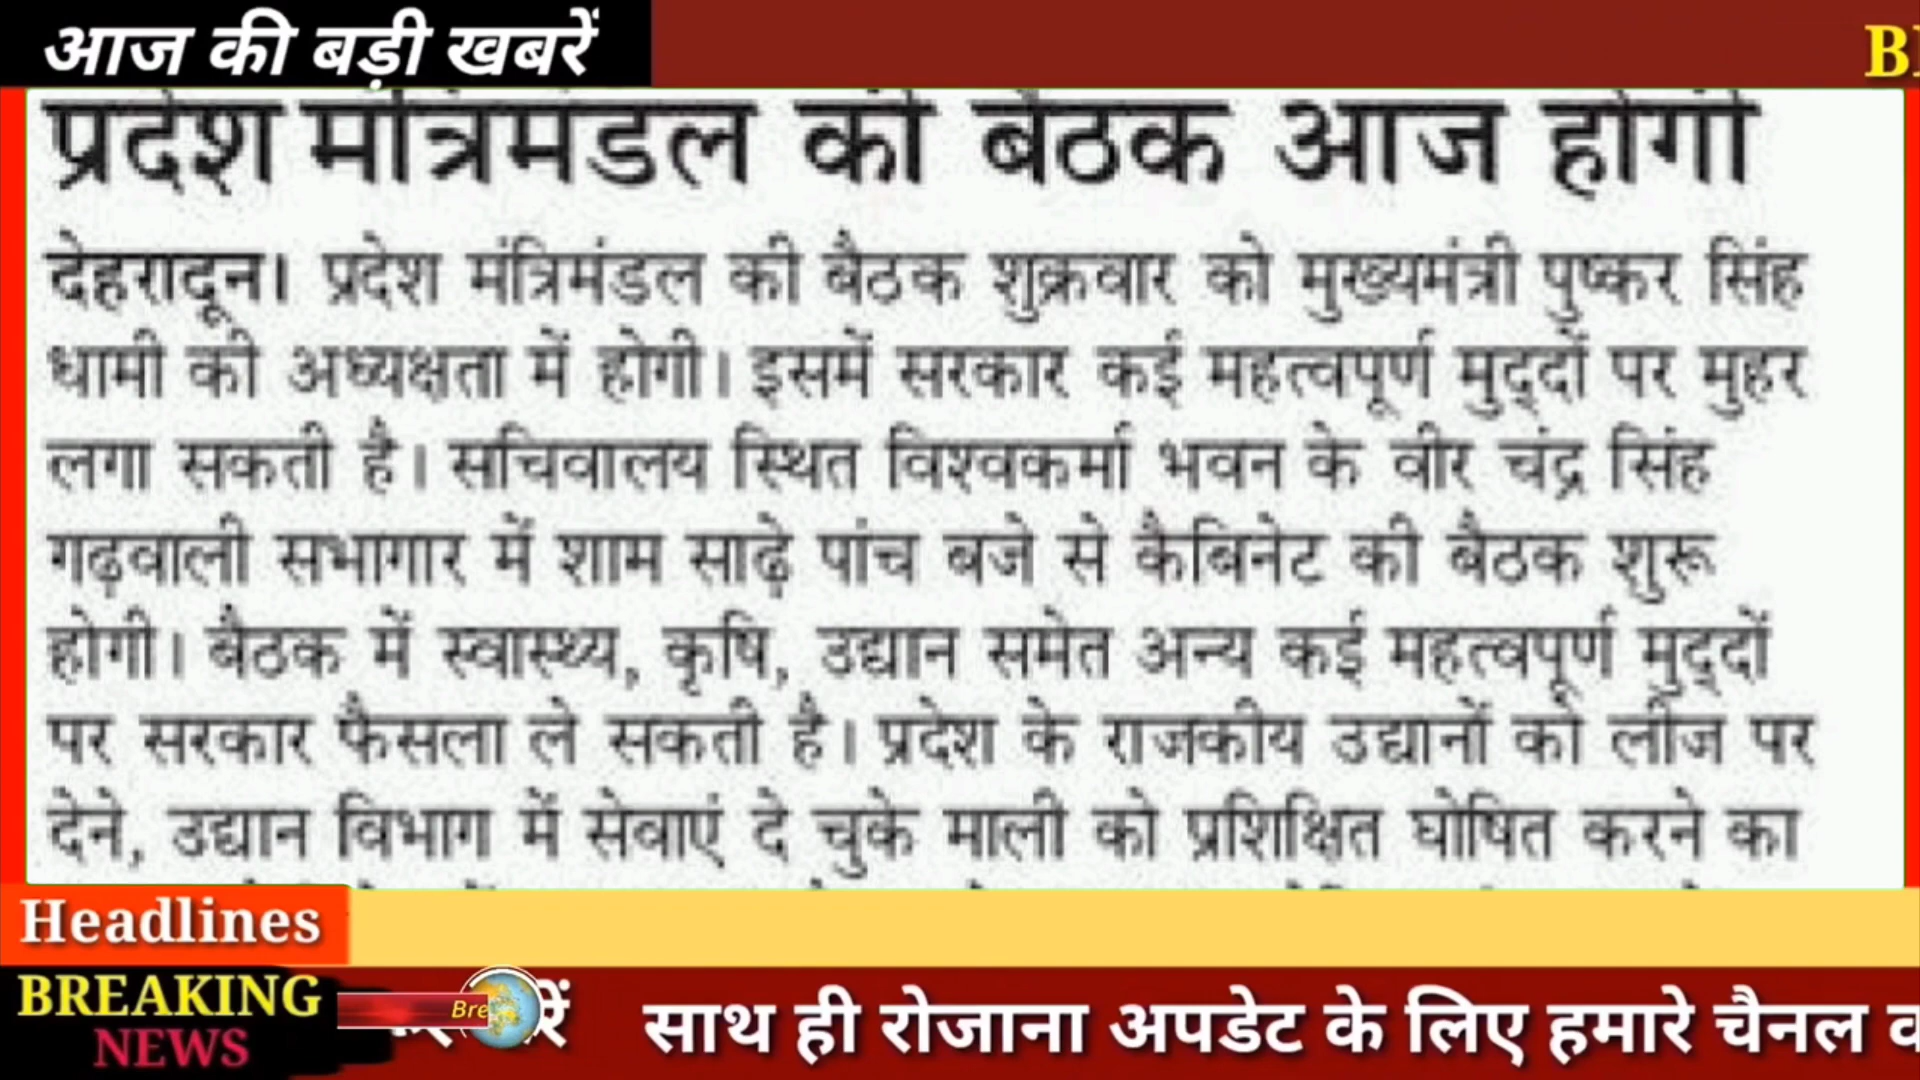 आज की बड़ी खबरें
प्रदेश मंत्रिमंडल की बैठक आज होगी
देहरादून। प्रदेश मंत्रिमंडल की बैठक शुक्रवार को मुख्यमंत्री पुष्कर सिंह
धामी की अध्यक्षता में होगी। इसमें सरकार कई महत्वपूर्ण मुद्दों पर मुहर
लगा सकती है। सचिवालय स्थित विश्वकर्मा भवन के वीर चंद्र सिंह
गढ़वाली सभागार में शाम साढ़े पांच बजे से कैबिनेट की बैठक शुरू
होगी। बैठक में स्वास्थ्य, कृषि, उद्यान समेत अन्य कई महत्वपूर्ण मुद्दों
पर सरकार फैसला ले सकती है। प्रदेश के राजकीय उद्यानों को लीज पर
देने, उद्यान विभाग में सेवाएं दे चुके माली को प्रशिक्षित घोषित करने का
Headlines
BREAKING
NEWS
साथ ही रोजाना अपडेट के लिए हमारे चैनल